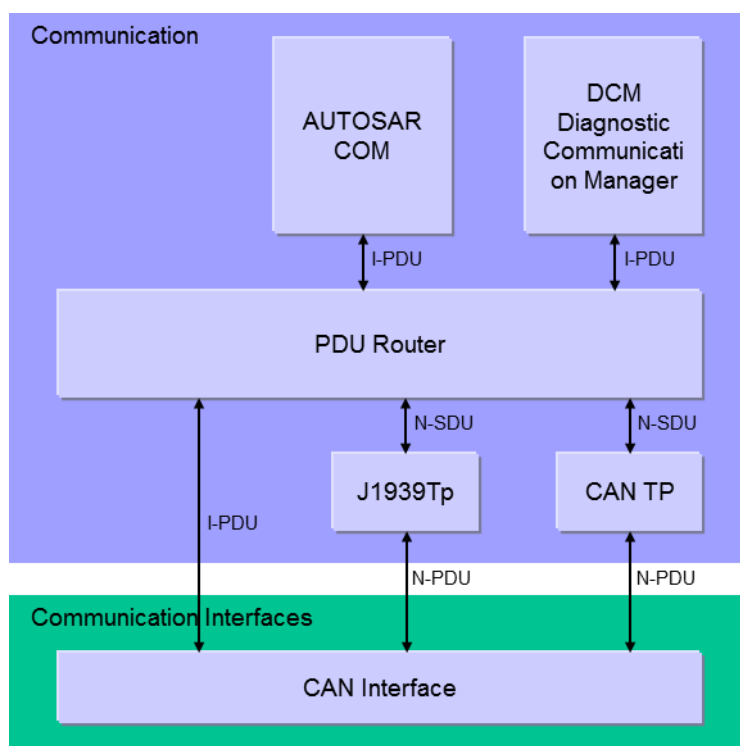 Communication
AUTOSAR
COM
DCM
Diagnostic
Communicati
on Manager
I-PDU
I-PDU
PDU Router
N-SDU
N-SDU
J1939Tp
CAN TP
I-PDU
N-PDU
N-PDU
Communication Interfaces
CAN Interface